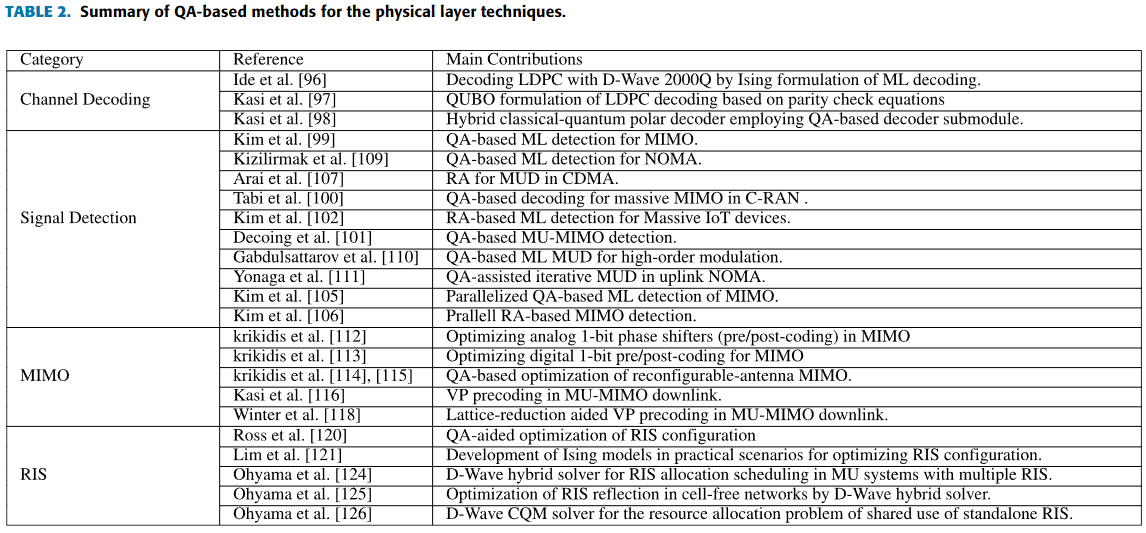 TABLE 2. Summary of QA-based methods for the physical layer techniques.
Category Reference Main Contributions
Channel Decoding
Ide et al. [96] Decoding LDPC with D-Wave 2000Q by Ising formulation of ML decoding.
Kasi et al. [97] QUBO formulation of LDPC decoding based on parity check equations
Kasi et al. [98] Hybrid classical-quantum polar decoder employing QA-based decoder submodule.
Signal Detection
Kim et al. [99] QA-based ML detection for MIMO.
Kizilirmak et al. [109] QA-based ML detection for NOMA.
Arai et al. [107] RA for MUD in CDMA.
Tabi et al. [100] QA-based decoding for massive MIMO in C-RAN .
Kim et al. [102] RA-based ML detection for Massive IoT devices.
Decoing et al. [101] QA-based MU-MIMO detection.
Gabdulsattarov et al. [110] QA-based ML MUD for high-order modulation.
Yonaga et al. [111] QA-assisted iterative MUD in uplink NOMA.
Kim et al. [105] Parallelized QA-based ML detection of MIMO.
Kim et al. [106] Prallell RA-based MIMO detection.
MIMO
krikidis et al. [112] Optimizing analog 1-bit phase shifters (pre/post-coding) in MIMO
krikidis et al. [113] Optimizing digital 1-bit pre/post-coding for MIMO
krikidis et al. [114], [115] QA-based optimization of reconfigurable-antenna MIMO.
Kasi et al. [116] VP precoding in MU-MIMO downlink.
Winter et al. [118] Lattice-reduction aided VP precoding in MU-MIMO downlink.
RIS
Ross et al. [120] QA-aided optimization of RIS configuration
Lim et al. [121] Development of Ising models in practical scenarios for optimizing RIS configuration.
Ohyama et al. [124] D-Wave hybrid solver for RIS allocation scheduling in MU systems with multiple RIS.
Ohyama et al. [125] Optimization of RIS reflection in cell-free networks by D-Wave hybrid solver.
Ohyama et al. [126] D-Wave CQM solver for the resource allocation problem of shared use of standalone RIS.